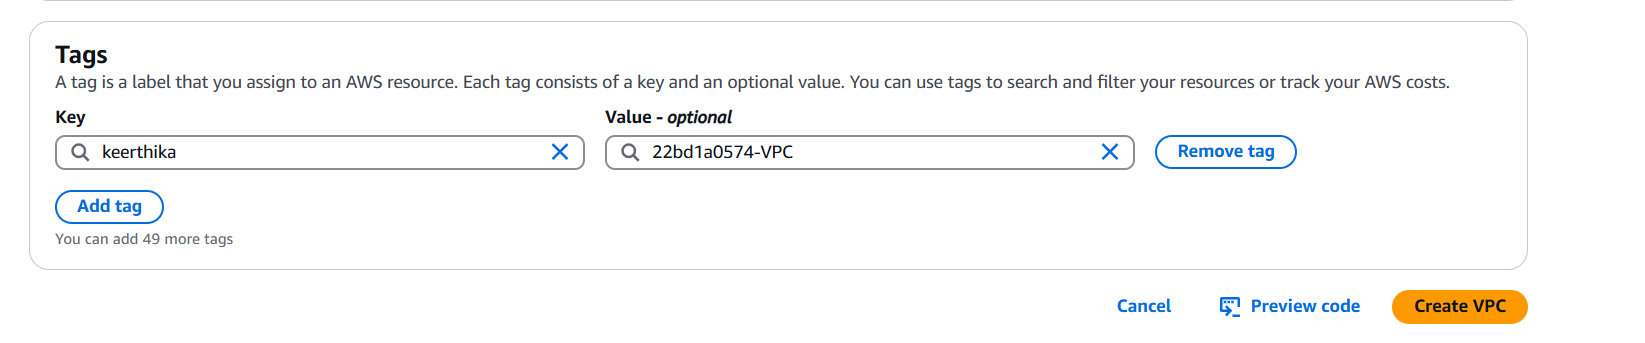 Tags
A tag is a label that you assign to an AWS resource. Each tag consists of a key and an optional value. You can use tags to search and filter your resources or track your AWS costs.
Key
Value - optional
keerthika
22bd1a0574-VPC
Remove tag
Add tag
You can add 49 more tags
Cancel
Preview code
Create VPC